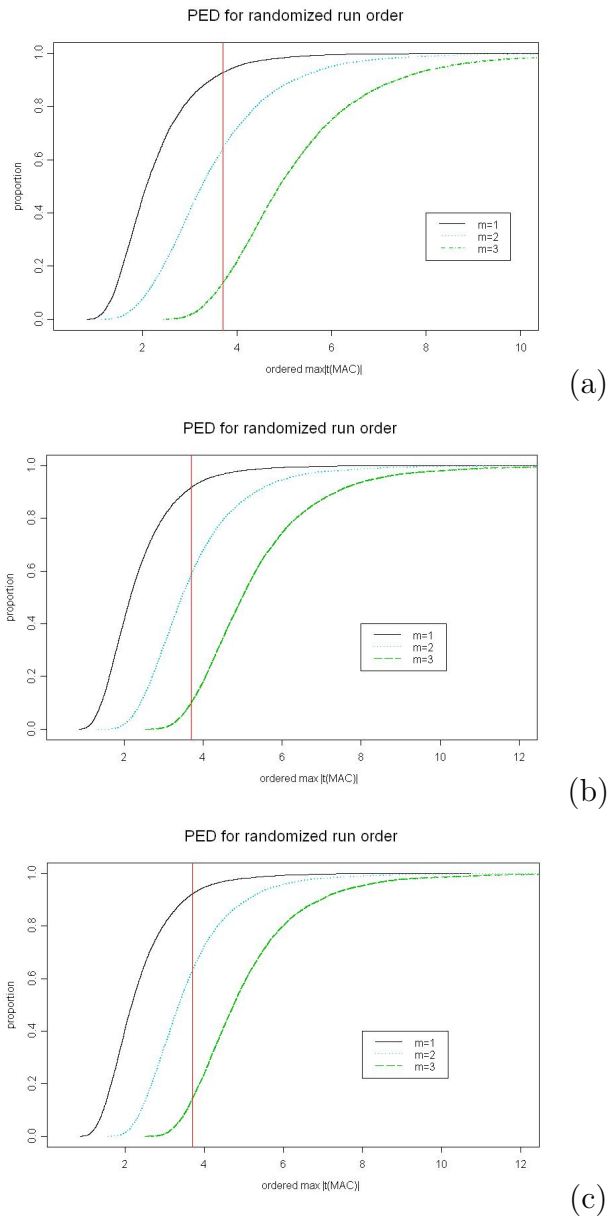 PED for randomized run order
proportion
0.0
0.2
0.4
0.6
0.8
1.0
m=1
m=2
m=3
2
4
6
8
10
ordered max|t(MAC)|
(a)
PED for randomized run order
proportion
0.0
0.2
0.4
0.6
0.8
1.0
m=1
m=2
m=3
2
4
6
8
10
12
ordered max |t(MAC)|
(b)
PED for randomized run order
proportion
0.0
0.2
0.4
0.6
0.8
1.0
m=1
m=2
m=3
2
4
6
8
10
12
ordered max |t(MAC)|
(c)